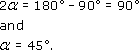 2α = 180° – 90° = 90°
and
α = 45°.